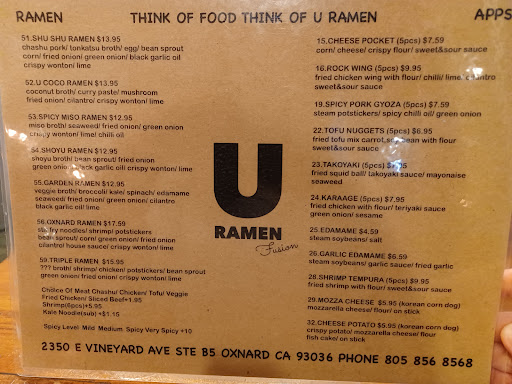 RAMEN
THINK OF FOOD THINK OF U RAMEN
APPS
51.SHU SHU RAMEN $13.95
chashu pork/ tonkatsu broth/ egg/ bean sprout
corn/ fried onion/ green onion/ black garlic oil
crispy wonton/ lime
52.U COCO RAMEN $12.95
coconut broth/ curry paste/ mushroom
fried onion/ cilantro/ crispy wonton/ lime
53.SPICY MISO RAMEN $12.95
miso broth/ seaweed/ fried onion/ green onion
crispy wonton/ lime/ chilli oil
54.SHOYU RAMEN $12.95
shoyu broth/ bean sprout/ fried onion
green onion/ black garlic oil/ crispy wonton/ lime
55.GARDEN RAMEN $12.95
veggie broth/ broccoli/ kale/ spinach/ edamame
seaweed/ fried onion/ green onion/ cilantro
black garlic oil/ lime
56.OXNARD RAMEN $17.59
stir fry noodles/ shrimp/ potstickers
bean sprout/ corn/ green onion/ fried onion
cilantro/ house sauce/ crispy wonton/ lime
59.TRIPLE RAMEN $15.95
??? broth/ shrimp/ chicken/ potstickers/ bean sprout
green onion/ fried onion/ crispy wonton/ lime
Choice Of Meat Chashu/ Chicken/ Tofu/ Veggie
Fried Chicken/ Sliced Beef+1.95
Shrimp(6pcs)+5.95
Kale Noodle(sub) +$1.15
Spicy Level: Mild Medium Spicy Very Spicy +10
U
RAMEN
Fusion
15.CHEESE POCKET (5pcs) $7.59
corn/ cheese/ crispy flour/ sweet&sour sauce
16.ROCK WING (5pcs) $9.95
fried chicken wing with flour/ chilli/ lime/ cilantro
sweet&sour sauce
19.SPICY PORK GYOZA (5pcs) $7.59
steam potstickers/ spicy chilli oil/ green onion
22.TOFU NUGGETS (5pcs) $6.95
fried tofu mix carrot,soybean with flour
sweet&sour sauce
23.TAKOYAKI (5pcs) $7.95
fried squid ball/ takoyaki sauce/ mayonaise
seaweed
24.KARAAGE (5pcs) $7.95
fried chicken with flour/ teriyaki sauce
green onion/ sesame
25.EDAMAME $4.59
steam soybeans/ salt
26.GARLIC EDAMAME $6.59
steam soybeans/ garlic sauce/ fried garlic
28.SHRIMP TEMPURA (5pcs) $9.95
fried shrimp with flour/ sweet&sour sauce
29.MOZZA CHEESE $5.95 (korean corn dog)
mozzarella cheese/ flour/ on stick
32.CHEESE POTATO $5.95 (korean corn dog)
crispy potato/ mozzarella cheese/ flour
fish cake/ on stick
2350 E VINEYARD AVE STE B5 OXNARD CA 93036 PHONE 805 856 8568